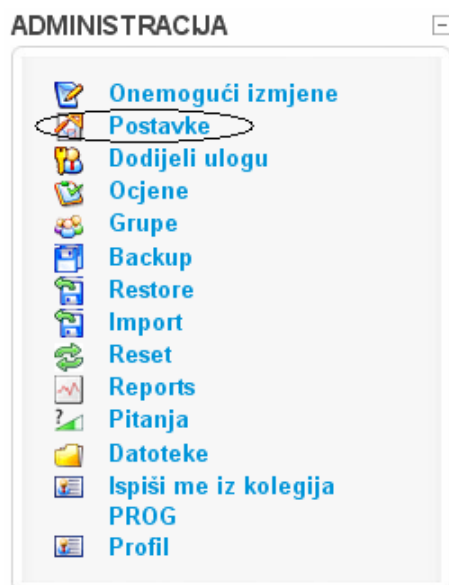 ADMINISTRACIJA
Onemogući izmjene
Postavke
Dodijeli ulogu
Ocjene
Grupe
Backup
Restore
Import
Reset
Reports
Pitanja
Datoteke
Ispiši me iz kolegija
PROG
Profil